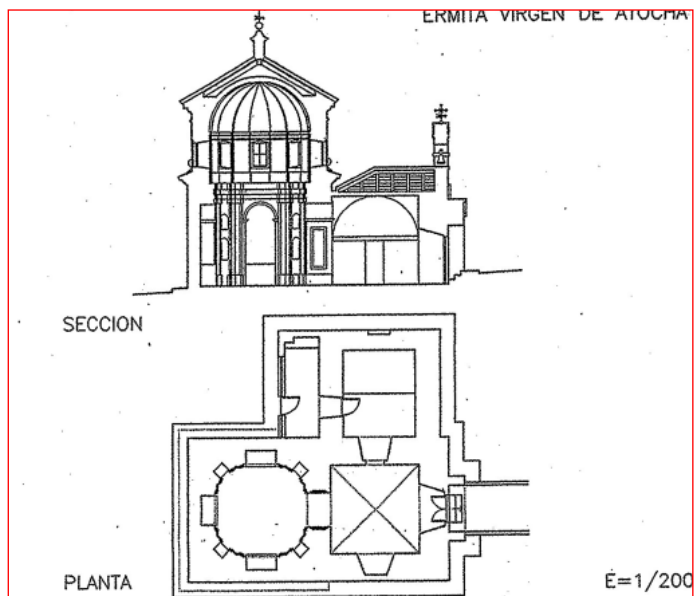 ERMITA VIRGEN DE ATOCHA
SECCION
PLANTA
E=1/200